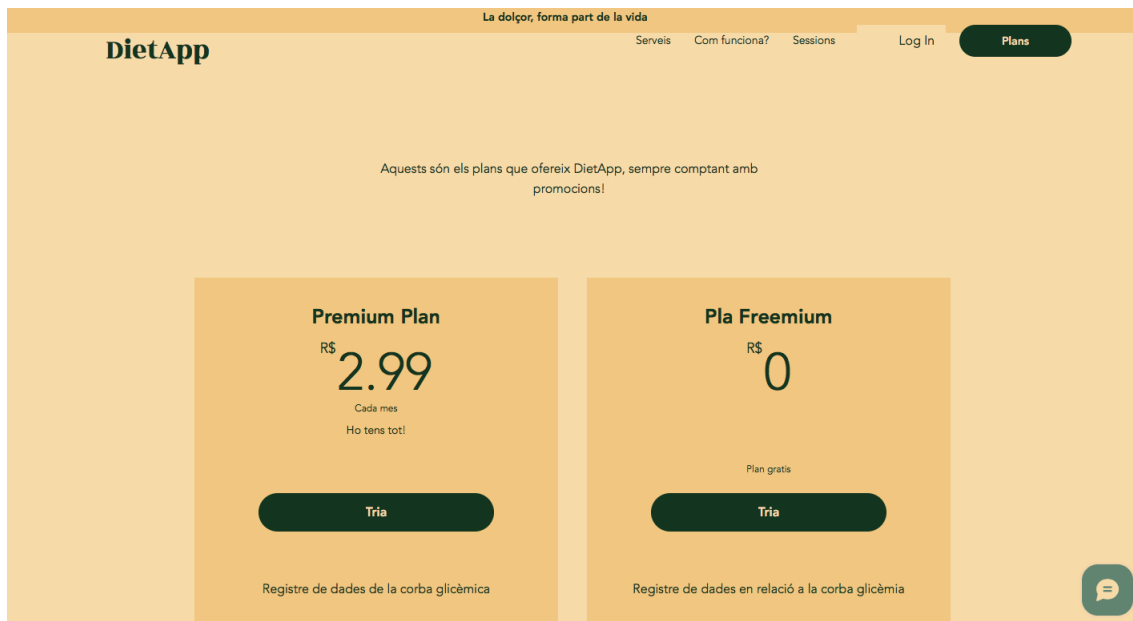 La dolçor, forma part de la vida
DietApp
Serveis Com funciona? Sessions Log In Plans
Aquests són els plans que ofereix DietApp, sempre comptant amb
promocions!
Premium Plan
R$ 2.99
Cada mes
Ho tens tot!
Tria
Registre de dades de la corba glicèmica
Pla Freemium
R$ 0
Plan gratis
Tria
Registre de dades en relació a la corba glicèmia